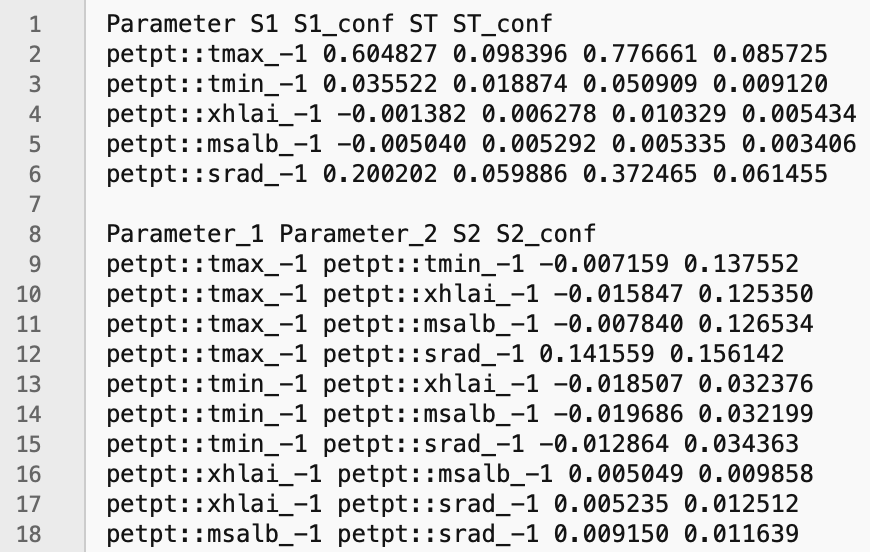 1 Parameter S1 S1_conf ST ST_conf
2 petpt::tmax_-1 0.604827 0.098396 0.776661 0.085725
3 petpt::tmin_-1 0.035522 0.018874 0.050909 0.009120
4 petpt::xhlai_-1 -0.001382 0.006278 0.010329 0.005434
5 petpt::msalb_-1 -0.005040 0.005292 0.005335 0.003406
6 petpt::srad_-1 0.200202 0.059886 0.372465 0.061455
7
8 Parameter_1 Parameter_2 S2 S2_conf
9 petpt::tmax_-1 petpt::tmin_-1 -0.007159 0.137552
10 petpt::tmax_-1 petpt::xhlai_-1 -0.015847 0.125350
11 petpt::tmax_-1 petpt::msalb_-1 -0.007840 0.126534
12 petpt::tmax_-1 petpt::srad_-1 0.141559 0.156142
13 petpt::tmin_-1 petpt::xhlai_-1 -0.018507 0.032376
14 petpt::tmin_-1 petpt::msalb_-1 -0.019686 0.032199
15 petpt::tmin_-1 petpt::srad_-1 -0.012864 0.034363
16 petpt::xhlai_-1 petpt::msalb_-1 0.005049 0.009858
17 petpt::xhlai_-1 petpt::srad_-1 0.005235 0.012512
18 petpt::msalb_-1 petpt::srad_-1 0.009150 0.011639